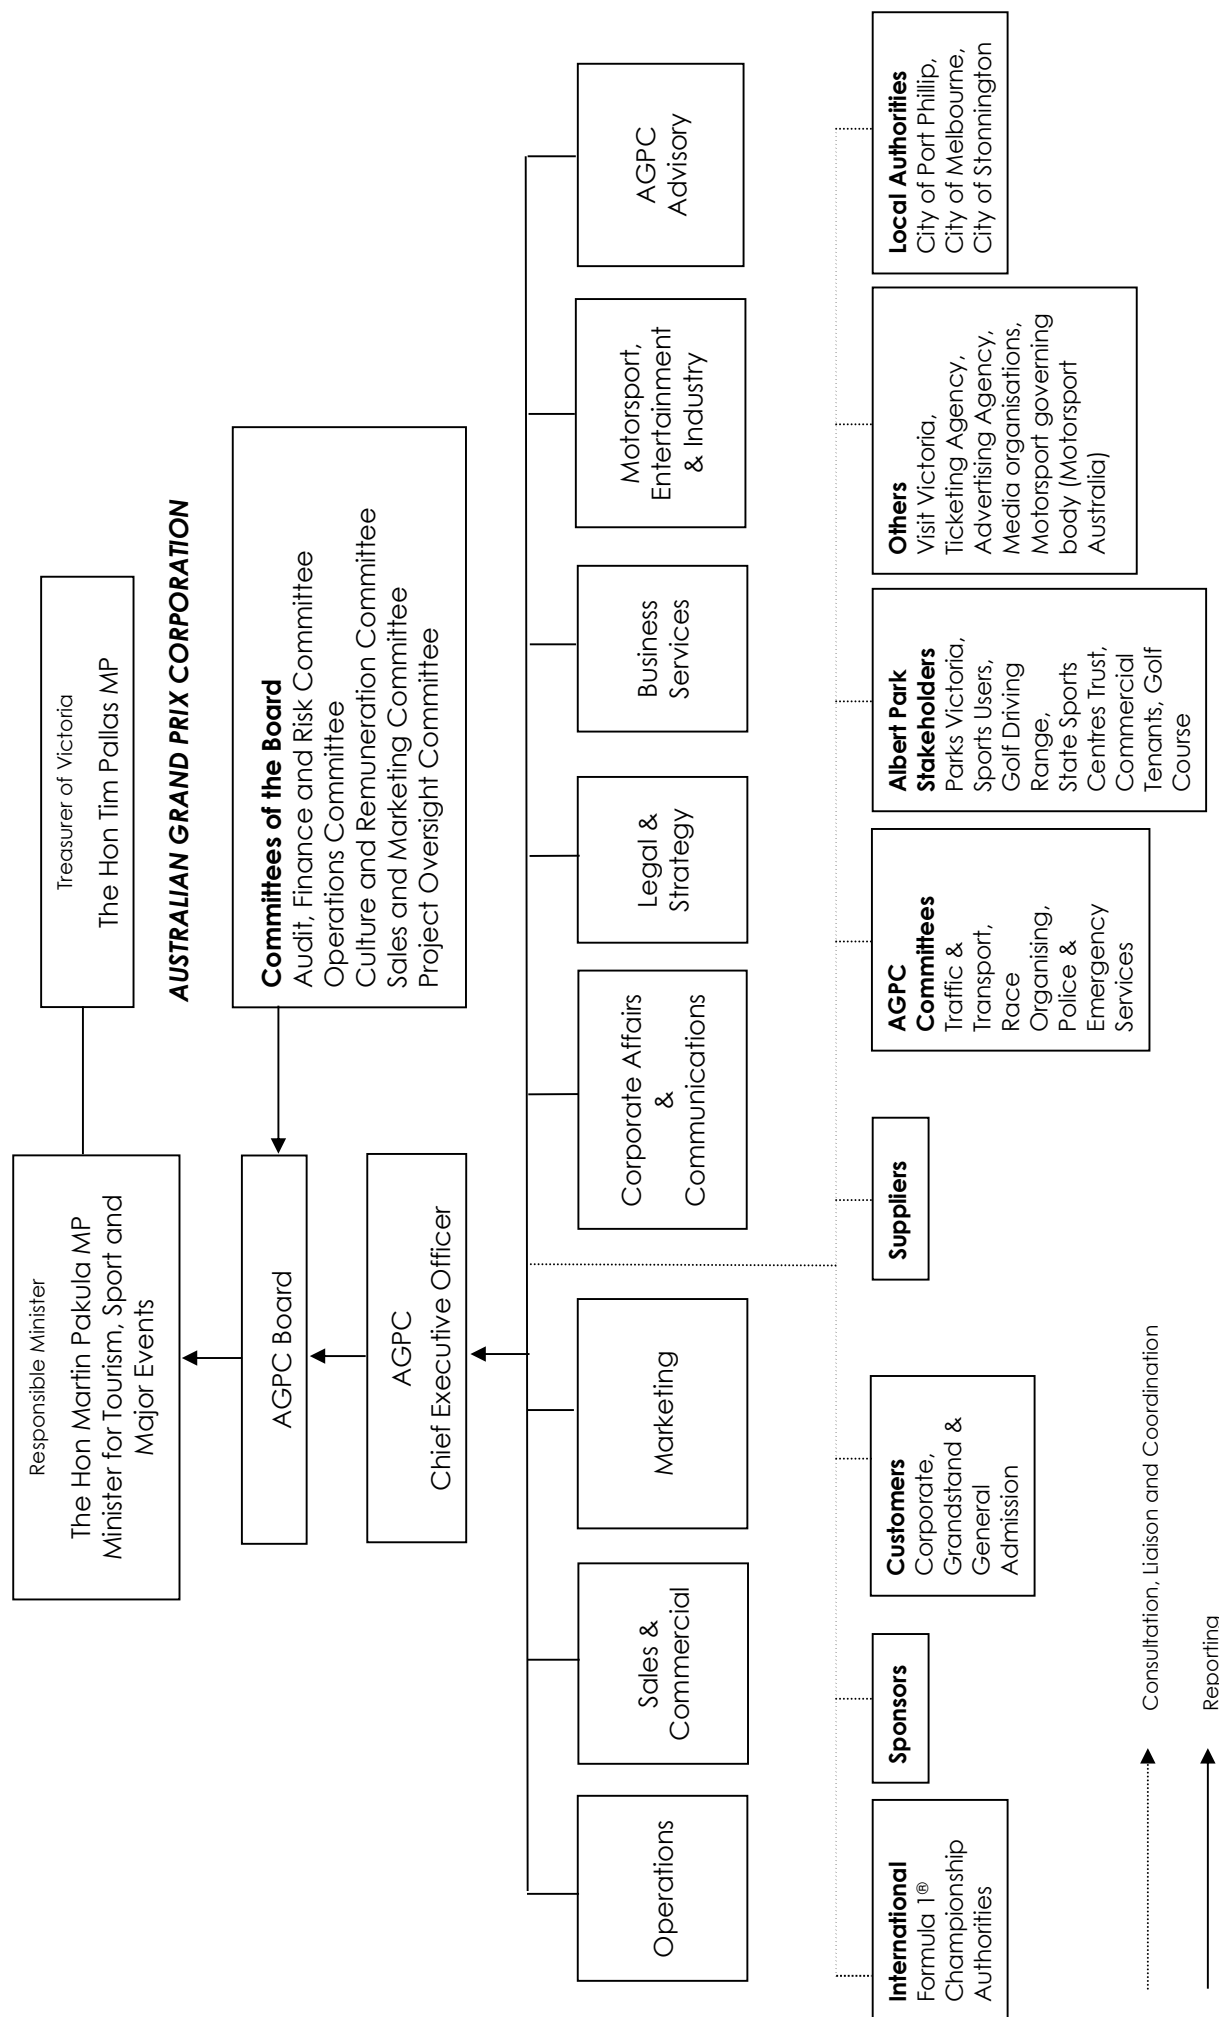 Responsible Minister
The Hon Martin Pakula MP
Minister for Tourism, Sport and
Major Events
Treasurer of Victoria
The Hon Tim Pallas MP
AUSTRALIAN GRAND PRIX CORPORATION
AGPC Board
Committees of the Board
Audit, Finance and Risk Committee
Operations Committee
Culture and Remuneration Committee
Sales and Marketing Committee
Project Oversight Committee
AGPC
Chief Executive Officer
Operations
Sales &
Commercial
Marketing
Corporate Affairs
&
Communications
Legal &
Strategy
Business
Services
Motorsport,
Entertainment
& Industry
AGPC
Advisory
International
Formula 1®
Championship
Authorities
Sponsors
Customers
Corporate,
Grandstand &
General
Admission
Suppliers
AGPC
Committees
Traffic &
Transport,
Race
Organising,
Police &
Emergency
Services
Albert Park
Stakeholders
Parks Victoria,
Sports Users,
Golf Driving
Range,
State Sports
Centres Trust,
Commercial
Tenants, Golf
Course
Others
Visit Victoria,
Ticketing Agency,
Advertising Agency,
Media organisations,
Motorsport governing
body (Motorsport
Australia)
Local Authorities
City of Port Phillip,
City of Melbourne,
City of Stonnington
Consultation, Liaison and Coordination
Reporting